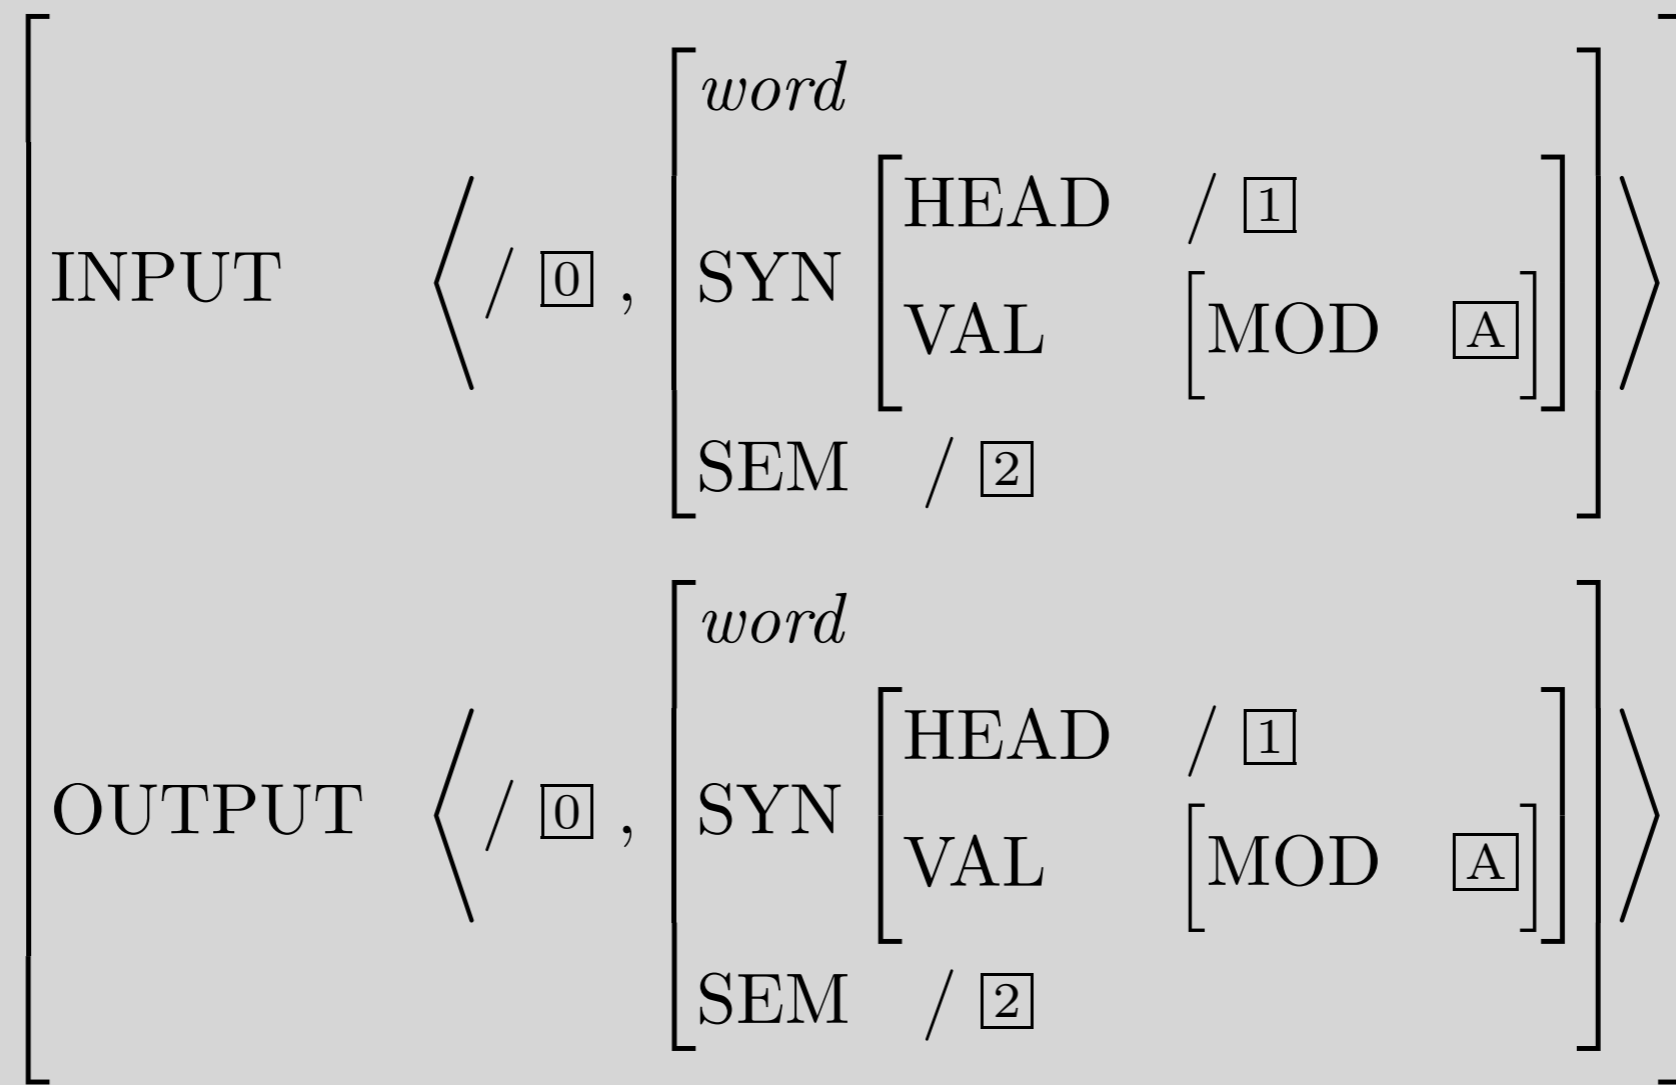 word
HEAD / 1
INPUT ⟨ / 0 , SYN
VAL [MOD A] ⟩
SEM / 2
word
HEAD / 1
OUTPUT ⟨ / 0 , SYN
VAL [MOD A] ⟩
SEM / 2